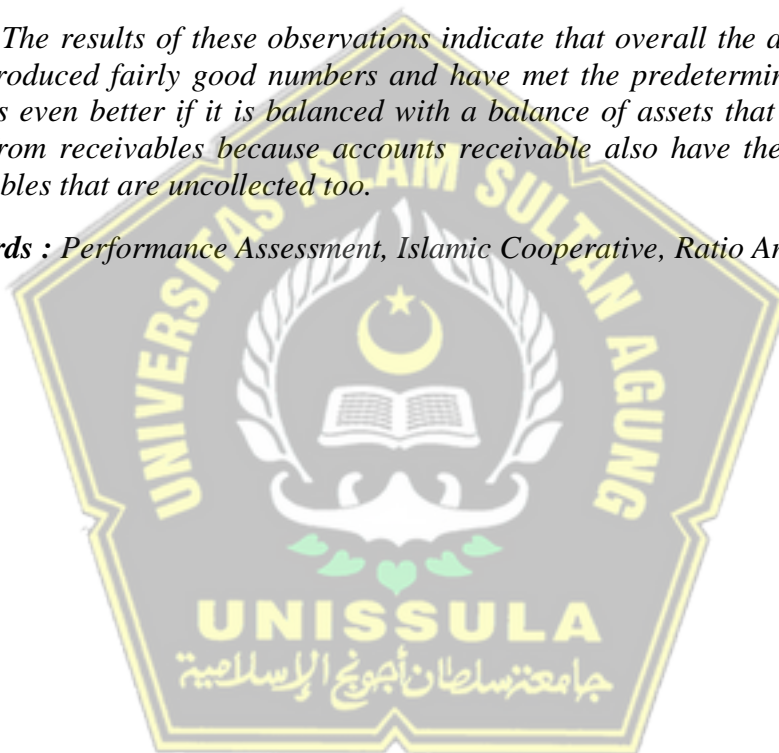 The results of these observations indicate that overall the a
roduced fairly good numbers and have met the predetermin
s even better if it is balanced with a balance of assets that
rom receivables because accounts receivable also have the
bles that are uncollected too.
rds : Performance Assessment, Islamic Cooperative, Ratio An
UNIVERSITAS ISLAM SULTAN AGUNG
UNISSULA
جامعة سلطان أجونج الإسلامية